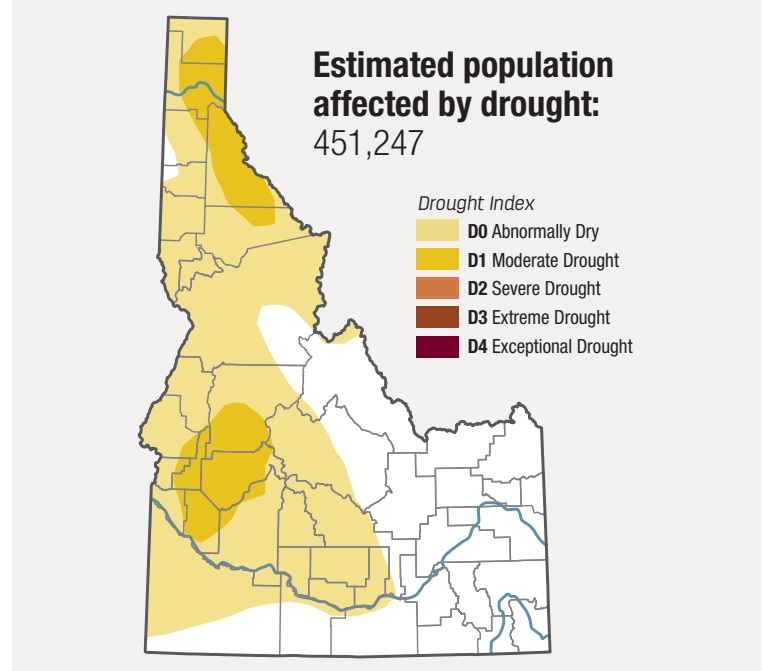 Estimated population
affected by drought:
451,247
Drought Index
D0 Abnormally Dry
D1 Moderate Drought
D2 Severe Drought
D3 Extreme Drought
D4 Exceptional Drought